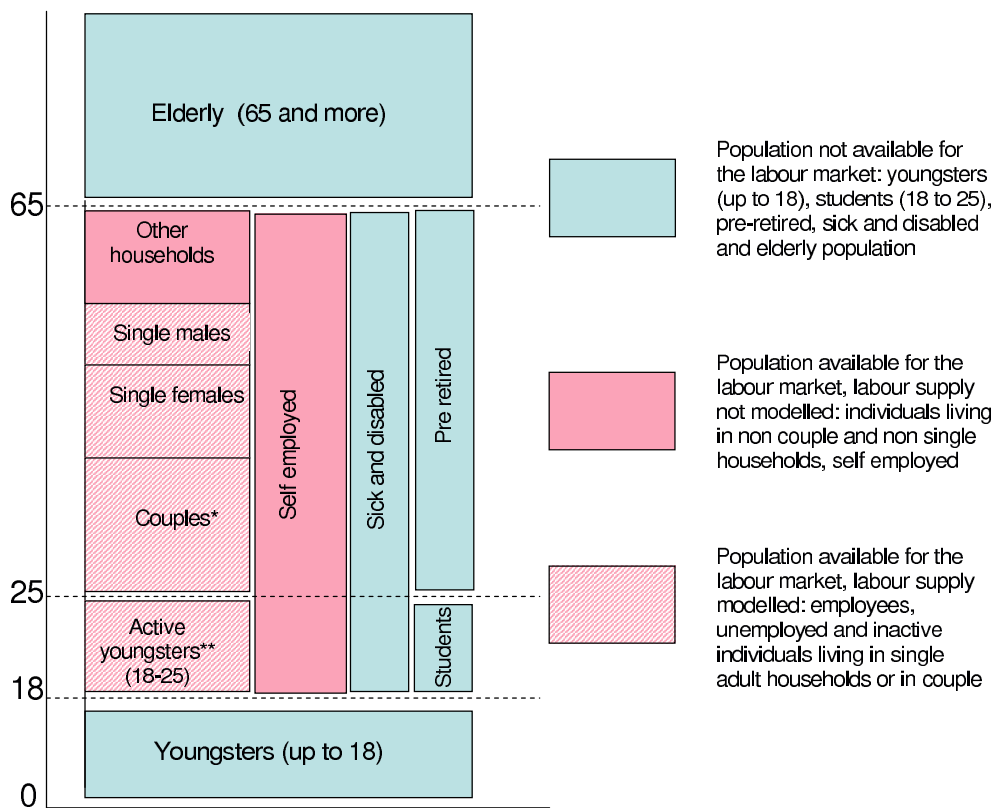 Elderly (65 and more)
65
Other
households
Single males
Single females
Couples*
Self employed
Sick and disabled
Pre retired
25
Active
youngsters**
(18-25)
Students
18
Youngsters (up to 18)
0
Population not available for
the labour market: youngsters
(up to 18), students (18 to 25),
pre-retired, sick and disabled
and elderly population
Population available for the
labour market, labour supply
not modelled: individuals living
in non couple and non single
households, self employed
Population available for the
labour market, labour supply
modelled: employees,
unemployed and inactive
individuals living in single
adult households or in couple